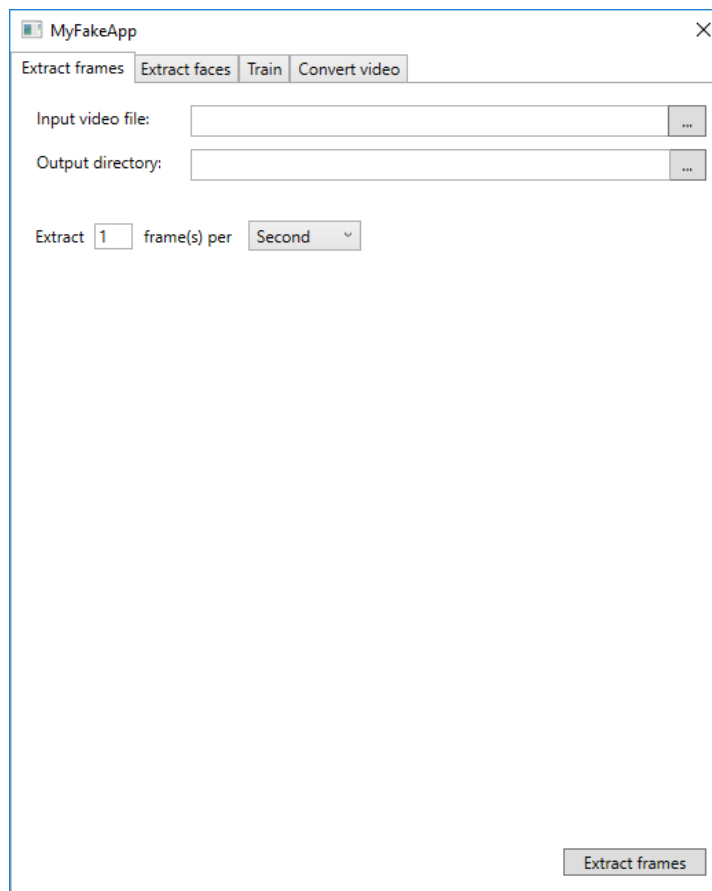 MyFakeApp
Extract frames Extract faces Train Convert video
Input video file: ...
Output directory: ...
Extract 1 frame(s) per Second
Extract frames